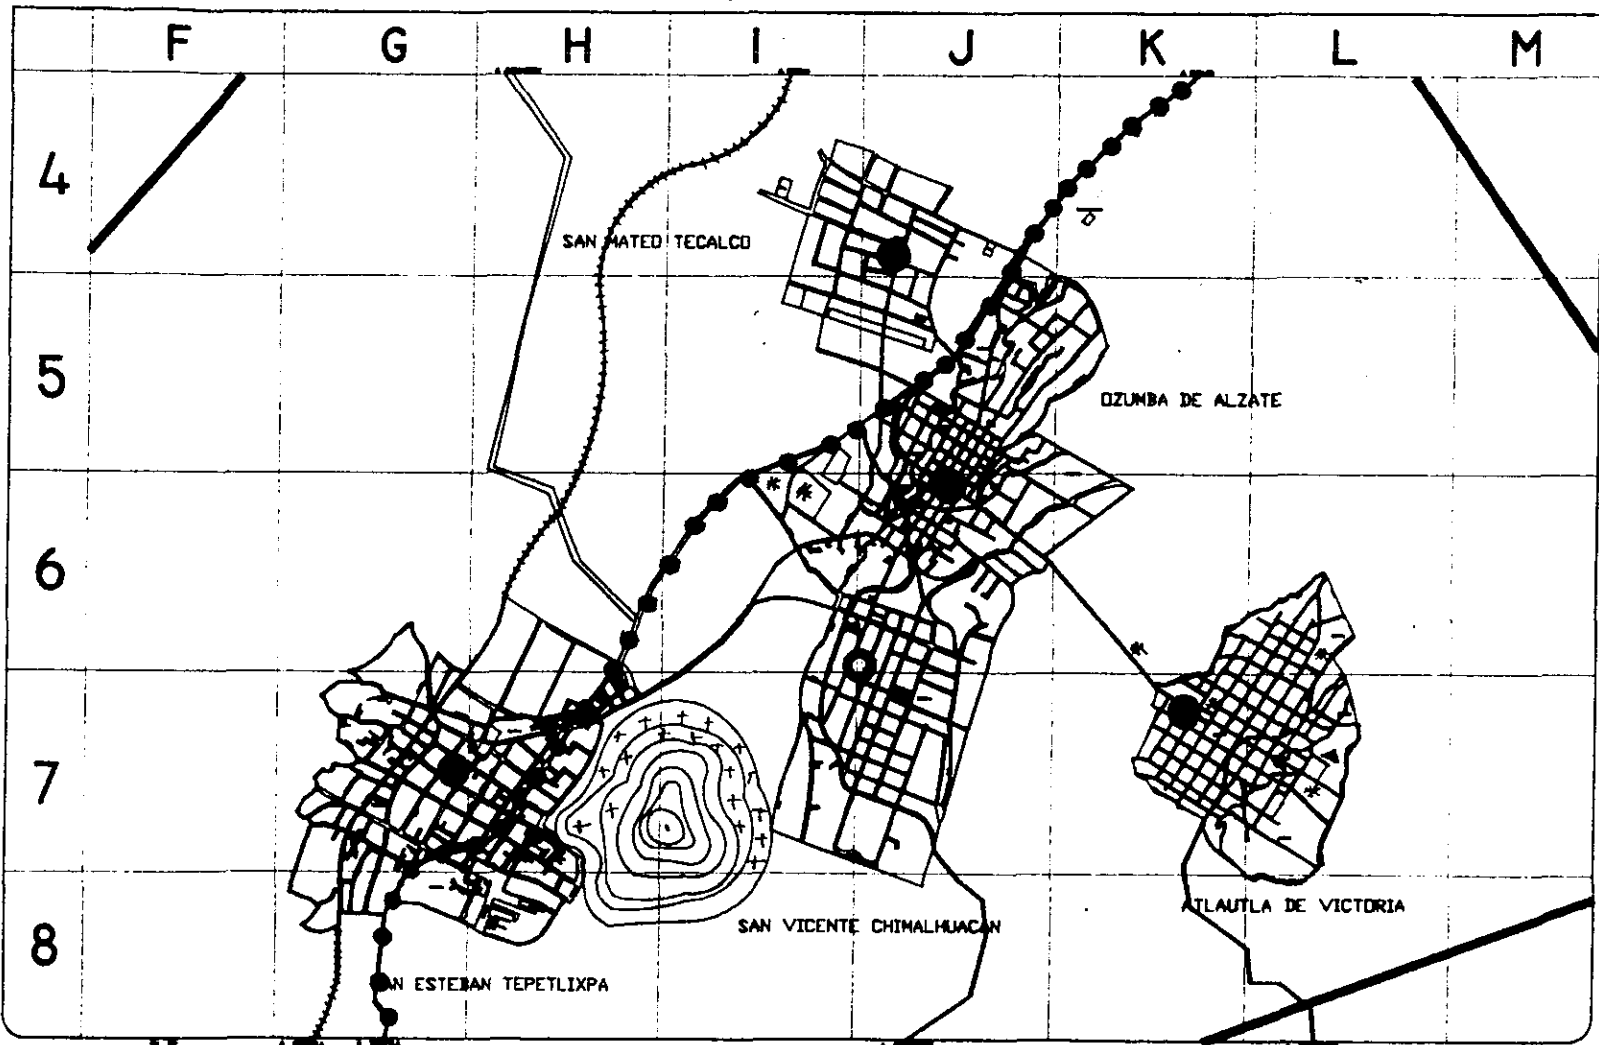 F G H I J K L M
4
SAN MATEO TECALCO
5
OZUMBA DE ALZATE
6
7
ATLAUTLA DE VICTORIA
SAN VICENTE CHIMALHUACAN
8
AN ESTEBAN TEPETLIXPA